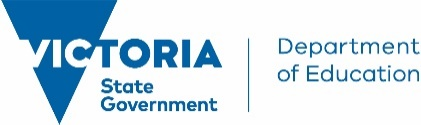 VICTORIA
State
Government
Department
of Education